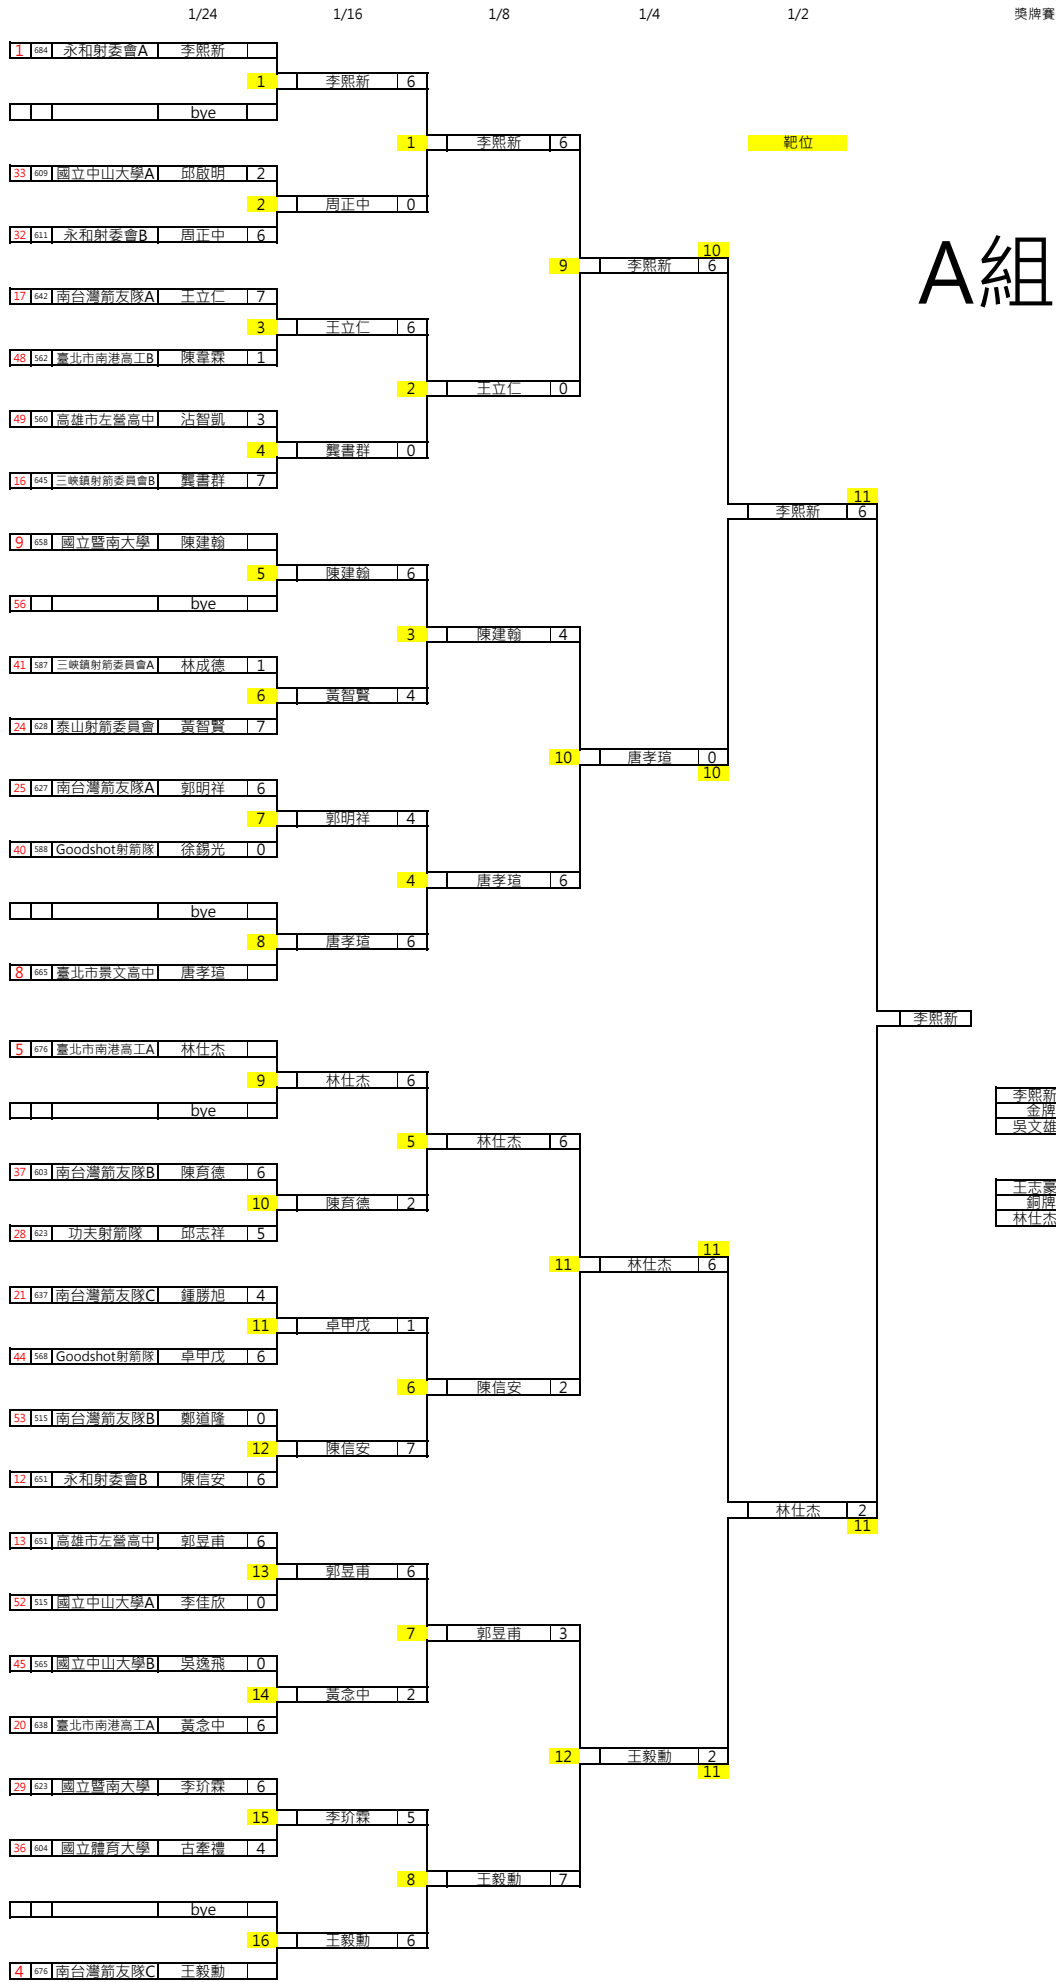 1/24 1/16 1/8 1/4 1/2 獎牌賽
1 684 永和射委會A 李熙新
1 李熙新 6
bye
1 李熙新 6 靶位
33 609 國立中山大學A 邱啟明 2
2 周正中 0
32 611 永和射委會B 周正中 6
10
9 李熙新 6
A組
17 642 南台灣箭友隊A 王立仁 7
3 王立仁 6
48 562 臺北市南港高工B 陳韋霖 1
2 王立仁 0
49 560 高雄市左營高中 沾智凱 3
4 龔書群 0
16 645 三峽鎮射箭委員會B 龔書群 7
11
李熙新 6
9 658 國立暨南大學 陳建翰
5 陳建翰 6
56 bye
3 陳建翰 4
41 587 三峽鎮射箭委員會A 林成德 1
6 黃智賢 4
24 628 泰山射箭委員會 黃智賢 7
10 唐孝瑄 0
10
25 627 南台灣箭友隊A 郭明祥 6
7 郭明祥 4
40 588 Goodshot射箭隊 徐錫光 0
4 唐孝瑄 6
bye
8 唐孝瑄 6
8 665 臺北市景文高中 唐孝瑄
李熙新
5 676 臺北市南港高工A 林仕杰
9 林仕杰 6
李熙新
bye
金牌
吳文雄
5 林仕杰 6
37 603 南台灣箭友隊B 陳育德 6
王志豪
10 陳育德 2
銅牌
林仕杰
28 623 功夫射箭隊 邱志祥 5
11
11 林仕杰 6
21 637 南台灣箭友隊C 鍾勝旭 4
11 卓甲戊 1
44 568 Goodshot射箭隊 卓甲戊 6
6 陳信安 2
53 515 南台灣箭友隊B 鄭道隆 0
12 陳信安 7
12 651 永和射委會B 陳信安 6
林仕杰 2
11
13 651 高雄市左營高中 郭昱甫 6
13 郭昱甫 6
52 515 國立中山大學A 李佳欣 0
7 郭昱甫 3
45 565 國立中山大學B 吳逸飛 0
14 黃念中 2
20 638 臺北市南港高工A 黃念中 6
12 王毅勳 2
11
29 623 國立暨南大學 李玠霖 6
15 李玠霖 5
36 604 國立體育大學 古牽禮 4
8 王毅勳 7
bye
16 王毅勳 6
4 676 南台灣箭友隊C 王毅勳